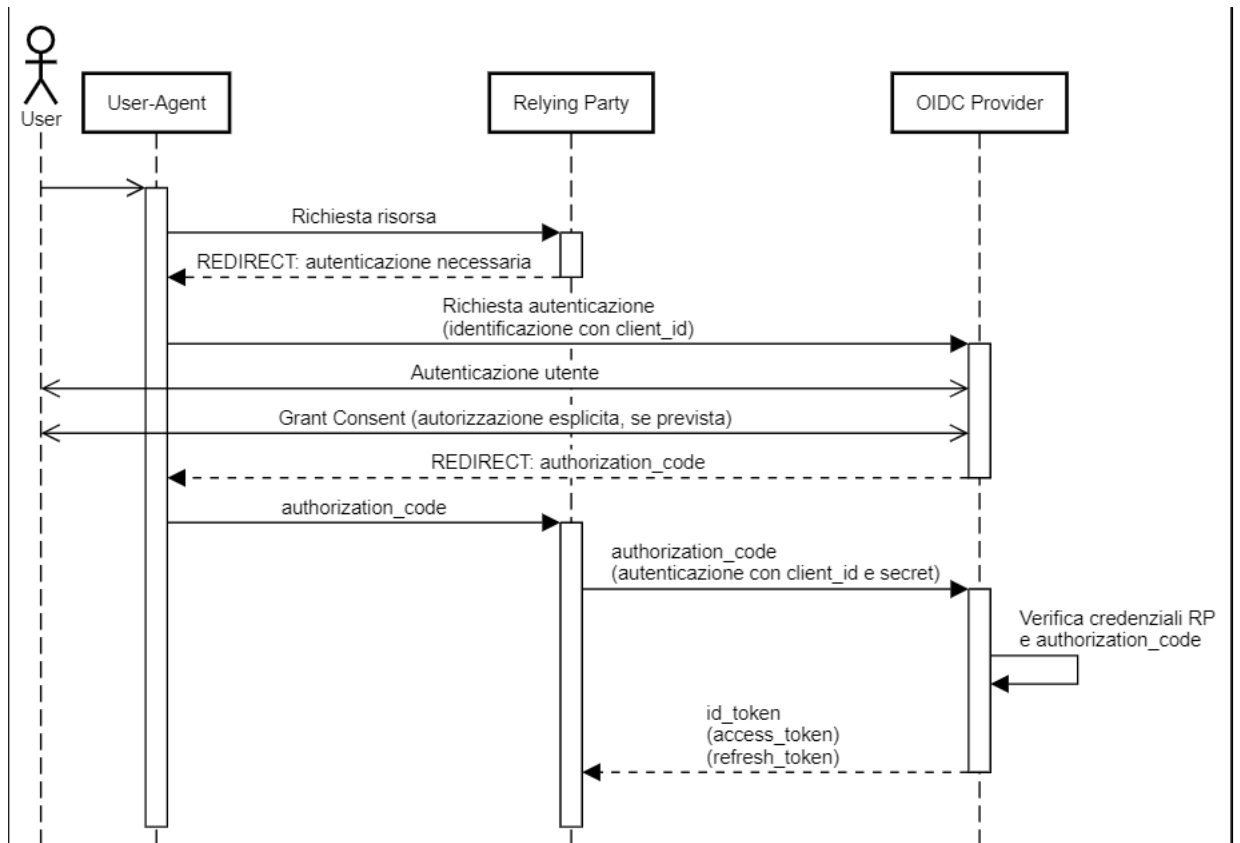 User
User-Agent
Relying Party
OIDC Provider
Richiesta risorsa
REDIRECT: autenticazione necessaria
Richiesta autenticazione
(identificazione con client_id)
Autenticazione utente
Grant Consent (autorizzazione esplicita, se prevista)
REDIRECT: authorization_code
authorization_code
authorization_code
(autenticazione con client_id e secret)
Verifica credenziali RP
e authorization_code
id_token
(access_token)
(refresh_token)